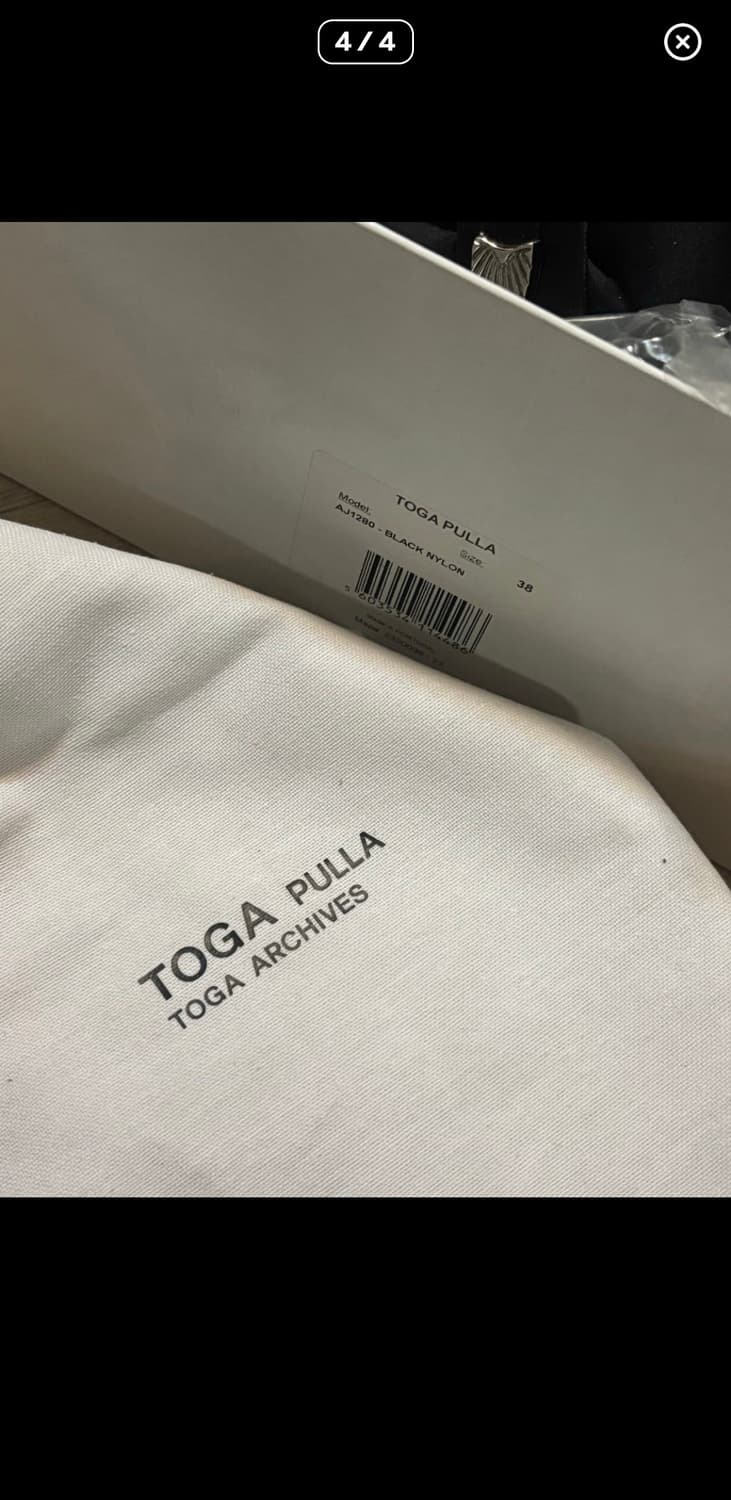 4 / 4
TOGA PULLA
Model.
AJ1280 - BLACK NYLON
Size:
38
TOGA PULLA
TOGA ARCHIVES